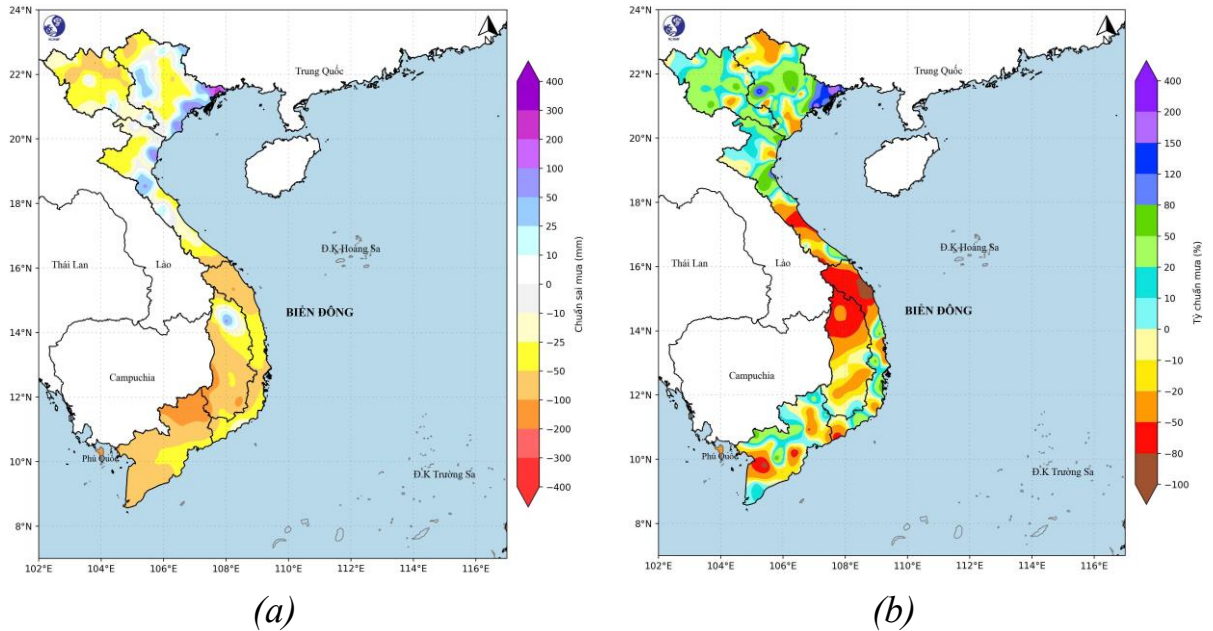 24°N
22°N
20°N
18°N
16°N
14°N
12°N
10°N
8°N
102°E 104°E 106°E 108°E 110°E 112°E 114°E 116°E
N
Trung Quốc
Thái Lan
Lào
Đ.K Hoàng Sa
BIỂN ĐÔNG
Campuchia
Phú Quốc
Đ.K Trường Sa
400
300
200
100
50
25
10
0
−10
−25
−50
−100
−200
−300
−400
Chuẩn sai mưa (mm)
(a)
24°N
22°N
20°N
18°N
16°N
14°N
12°N
10°N
8°N
102°E 104°E 106°E 108°E 110°E 112°E 114°E 116°E
N
Trung Quốc
Thái Lan
Lào
Đ.K Hoàng Sa
BIỂN ĐÔNG
Campuchia
Phú Quốc
Đ.K Trường Sa
400
200
150
120
80
50
20
10
0
−10
−20
−50
−80
−100
Tỷ chuẩn mưa (%)
(b)